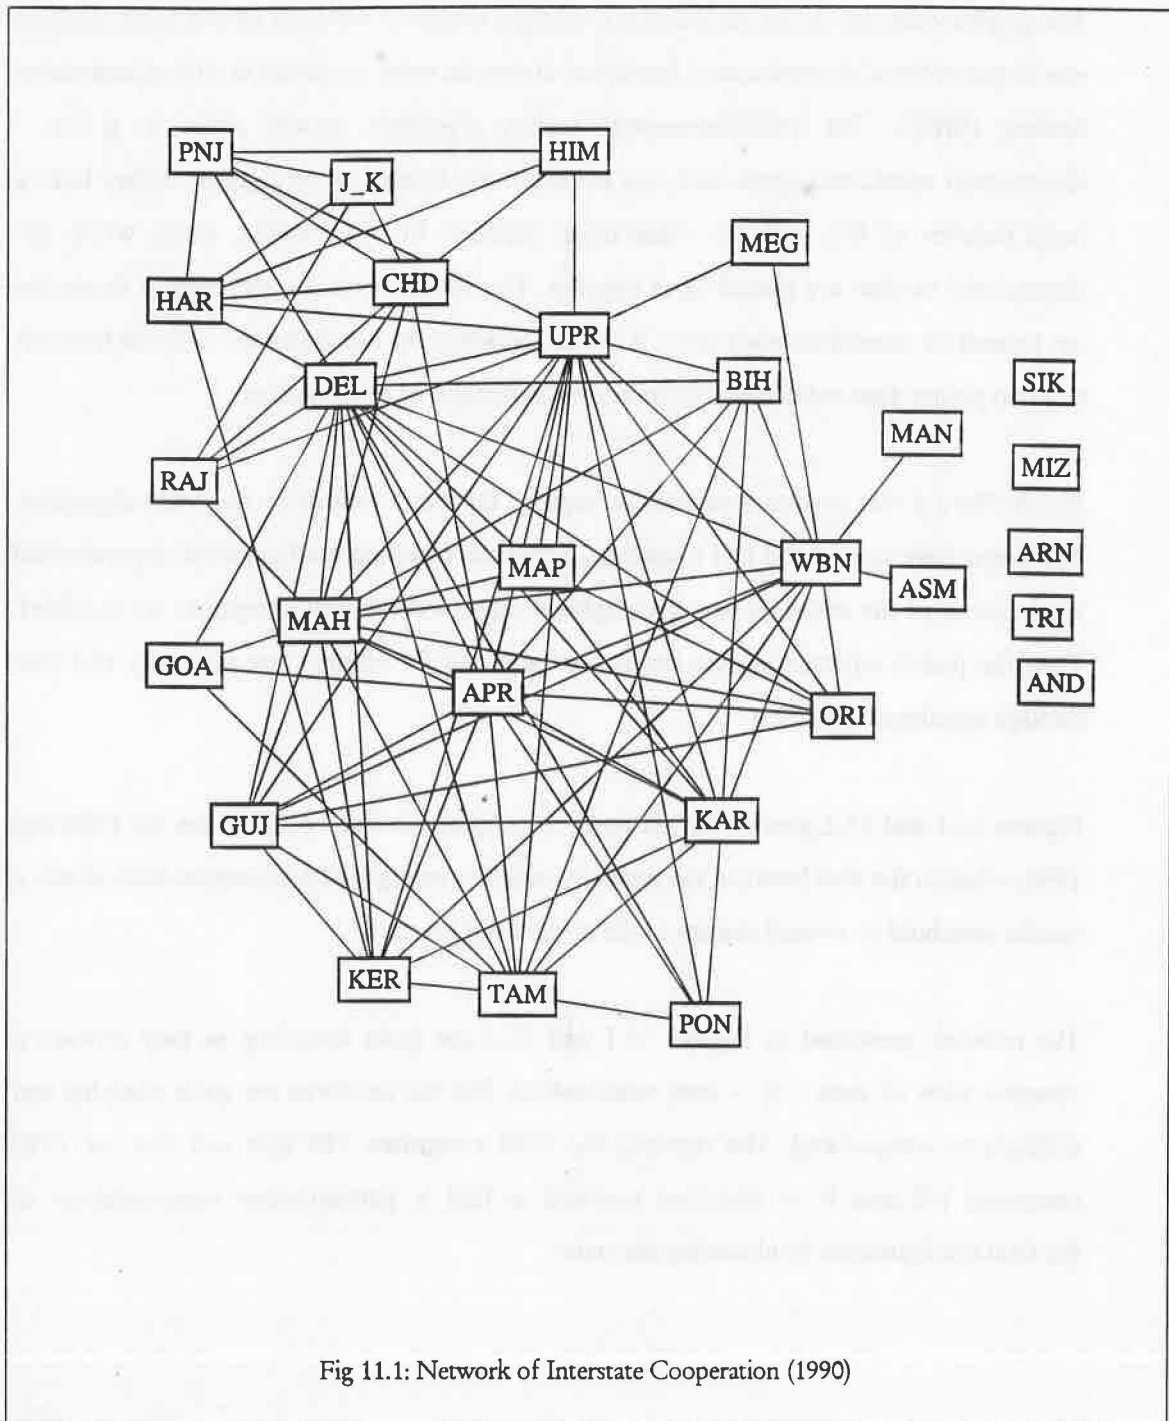 PNJ
HIM
J_K
MEG
CHD
HAR
UPR
DEL
BIH
SIK
MAN
RAJ
MIZ
MAP
WBN
ARN
ASM
MAH
TRI
GOA
APR
AND
ORI
GUJ
KAR
KER
TAM
PON
Fig 11.1: Network of Interstate Cooperation (1990)